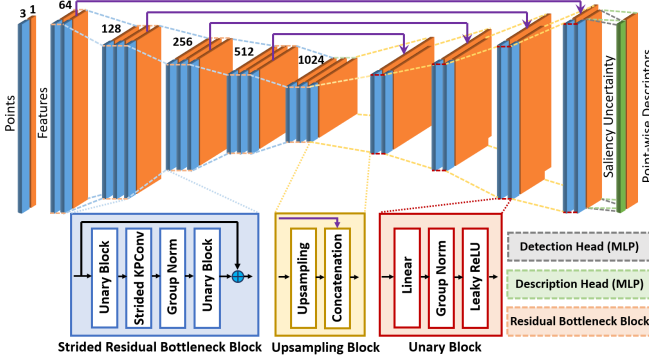 3 1
64
128
256
512
1024
Points
Features
Saliency Uncertainty
Point-wise Descriptors
Unary Block
Strided KPConv
Group Norm
Unary Block
Strided Residual Bottleneck Block
Upsampling
Concatenation
Upsampling Block
Linear
Group Norm
Leaky ReLU
Unary Block
Detection Head (MLP)
Description Head (MLP)
Residual Bottleneck Block